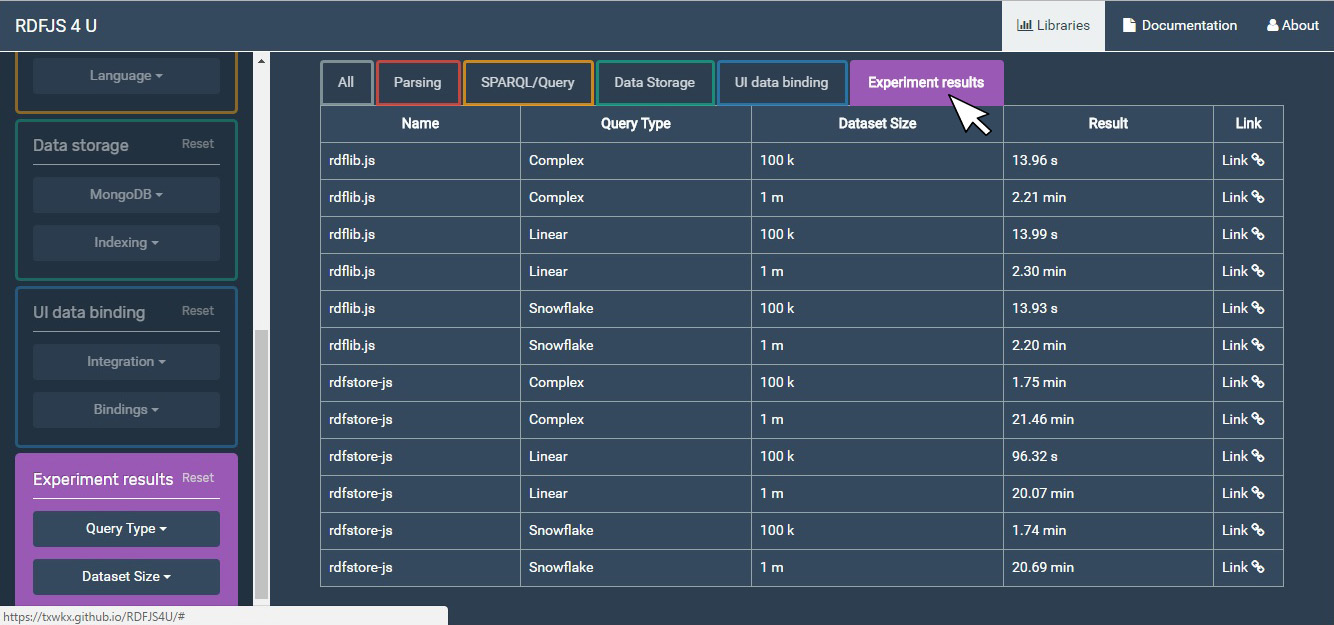 RDFJS 4 U
Libraries
Documentation
About
Language
Data storage Reset
MongoDB
Indexing
UI data binding Reset
Integration
Bindings
Experiment results Reset
Query Type
Dataset Size
All Parsing SPARQL/Query Data Storage UI data binding Experiment results
Name Query Type Dataset Size Result Link
rdflib.js Complex 100 k 13.96 s Link
rdflib.js Complex 1 m 2.21 min Link
rdflib.js Linear 100 k 13.99 s Link
rdflib.js Linear 1 m 2.30 min Link
rdflib.js Snowflake 100 k 13.93 s Link
rdflib.js Snowflake 1 m 2.20 min Link
rdfstore-js Complex 100 k 1.75 min Link
rdfstore-js Complex 1 m 21.46 min Link
rdfstore-js Linear 100 k 96.32 s Link
rdfstore-js Linear 1 m 20.07 min Link
rdfstore-js Snowflake 100 k 1.74 min Link
rdfstore-js Snowflake 1 m 20.69 min Link
https://txwkx.github.io/RDFJS4U/#